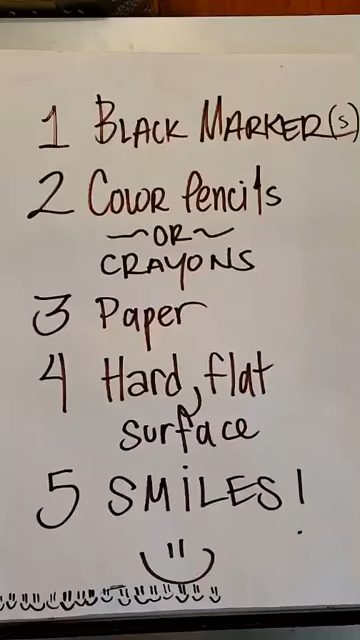 1 BLACK MARKER(s)
2 Color Pencils
~OR~
CRAYONS
3 Paper
4 Hard, flat
surface
5 SMiLES!